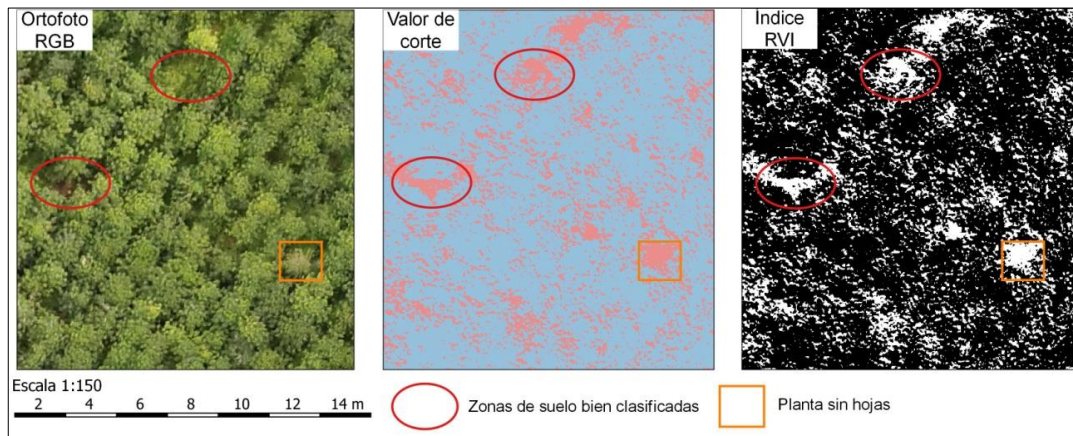 Ortofoto
RGB
Valor de
corte
Índice
RVI
Escala 1:150
2 4 6 8 10 12 14 m
Zonas de suelo bien clasificadas
Planta sin hojas